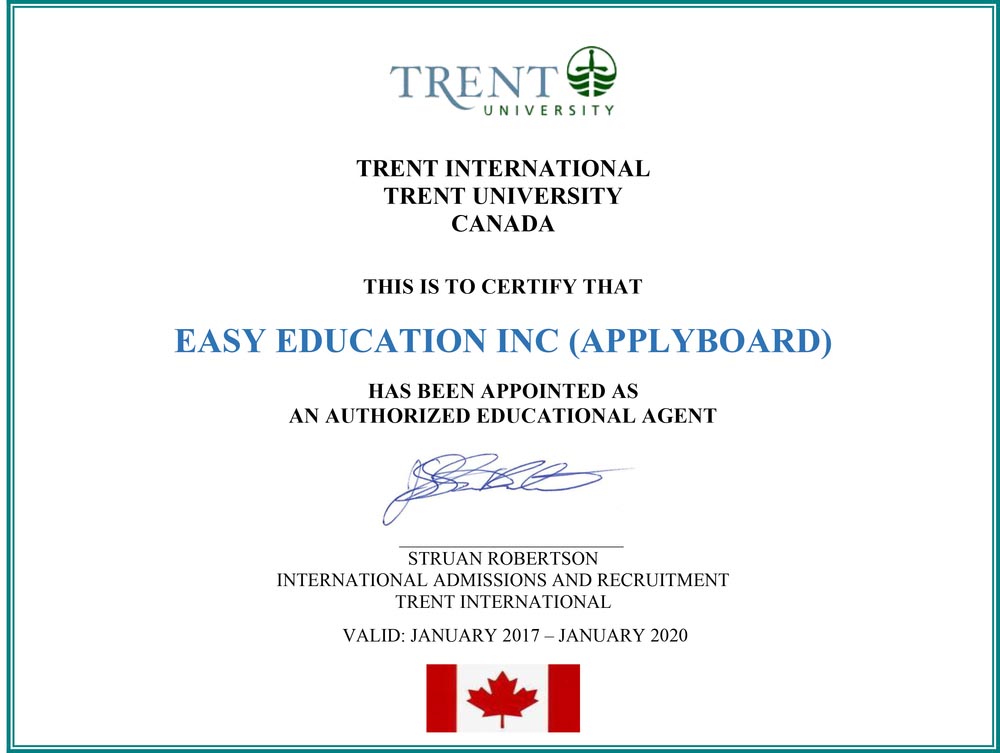 TRENT
UNIVERSITY
TRENT INTERNATIONAL
TRENT UNIVERSITY
CANADA
THIS IS TO CERTIFY THAT
EASY EDUCATION INC (APPLYBOARD)
HAS BEEN APPOINTED AS
AN AUTHORIZED EDUCATIONAL AGENT
STRUAN ROBERTSON
INTERNATIONAL ADMISSIONS AND RECRUITMENT
TRENT INTERNATIONAL
VALID: JANUARY 2017 – JANUARY 2020